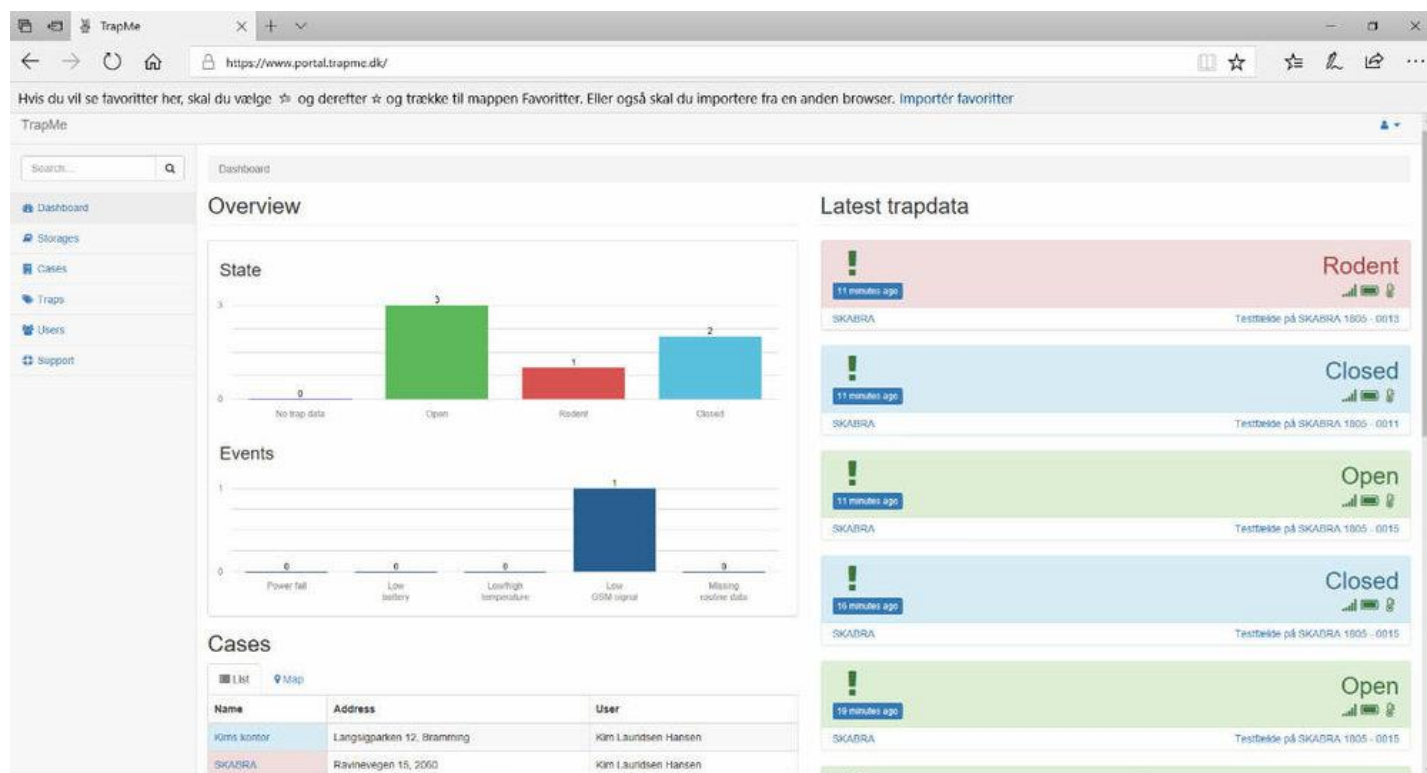 TrapMe
https://www.portal.trapme.dk/
Hvis du vil se favoritter her, skal du vælge og derefter og trække til mappen Favoritter. Eller også skal du importere fra en anden browser. Importér favoritter
TrapMe
Search...
Dashboard
Storages
Cases
Traps
Users
Support
Dashboard
Overview
State
3
3
2
1
0
0
No trap data Open Rodent Closed
Events
1
1
0 0 0 0
0
Power fail Low battery Low/high temperature Low GSM signal Missing routine data
Cases
List Map
Name Address User
Kims kontor Langsigparken 12, Bramming Kim Lauridsen Hansen
SKABRA Ravinevegen 15, 2060 Kim Lauridsen Hansen
Latest trapdata
Rodent
11 minutes ago
SKABRA Testfælde på SKABRA 1805 - 0013
Closed
11 minutes ago
SKABRA Testfælde på SKABRA 1805 - 0011
Open
11 minutes ago
SKABRA Testfælde på SKABRA 1805 - 0015
Closed
16 minutes ago
SKABRA Testfælde på SKABRA 1805 - 0015
Open
19 minutes ago
SKABRA Testfælde på SKABRA 1805 - 0015